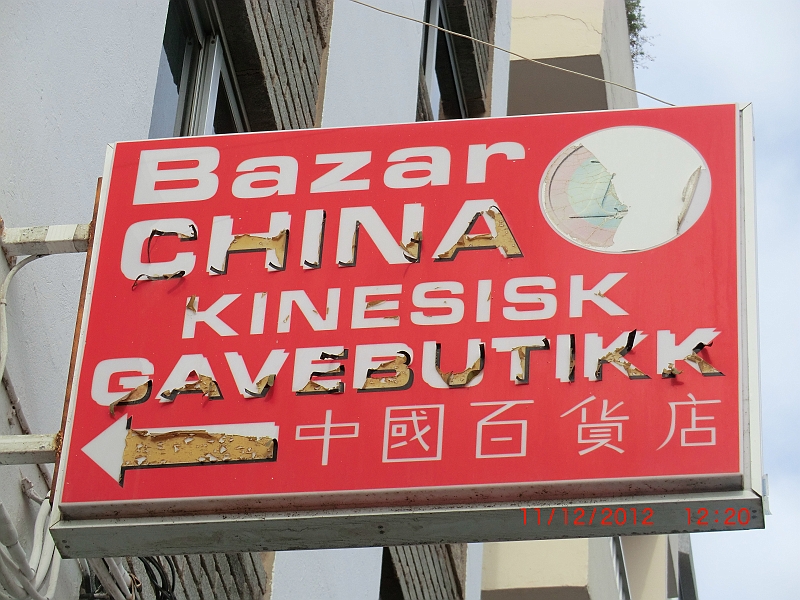 Bazar
CHINA
KINESISK
GAVEBUTIKK
中國百貨店
11/12/2012 12:20